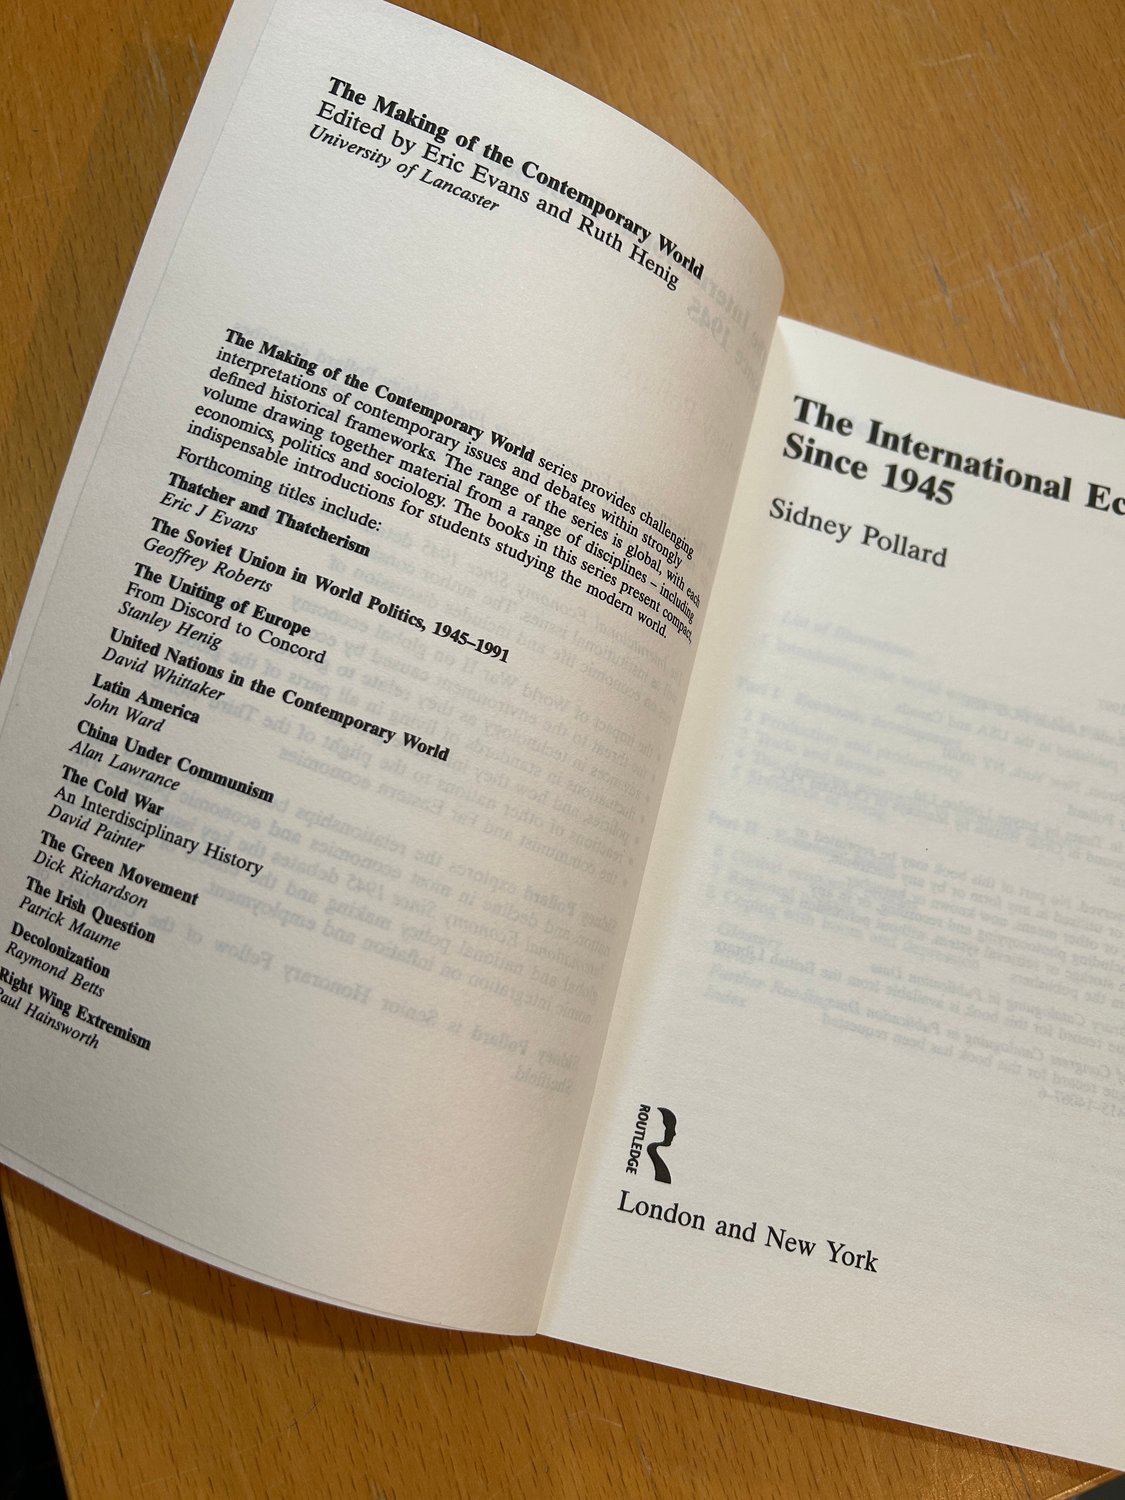 The Making of the Contemporary World
Edited by Eric Evans and Ruth Henig
University of Lancaster
The Making of the Contemporary World series provides challenging
interpretations of contemporary issues and debates within strongly
defined historical frameworks. The range of the series is global, with each
volume drawing together material from a range of disciplines – including
economics, politics and sociology. The books in this series present compact,
indispensable introductions for students studying the modern world.
Forthcoming titles include:
Thatcher and Thatcherism
Eric J Evans
The Soviet Union in World Politics, 1945–1991
Geoffrey Roberts
The Uniting of Europe
From Discord to Concord
Stanley Henig
United Nations in the Contemporary World
David Whittaker
Latin America
John Ward
China Under Communism
Alan Lawrance
The Cold War
An Interdisciplinary History
David Painter
The Green Movement
Dick Richardson
The Irish Question
Patrick Maume
Decolonization
Raymond Betts
Right Wing Extremism
Paul Hainsworth
The International Ec
Since 1945
Sidney Pollard
ROUTLEDGE
London and New York